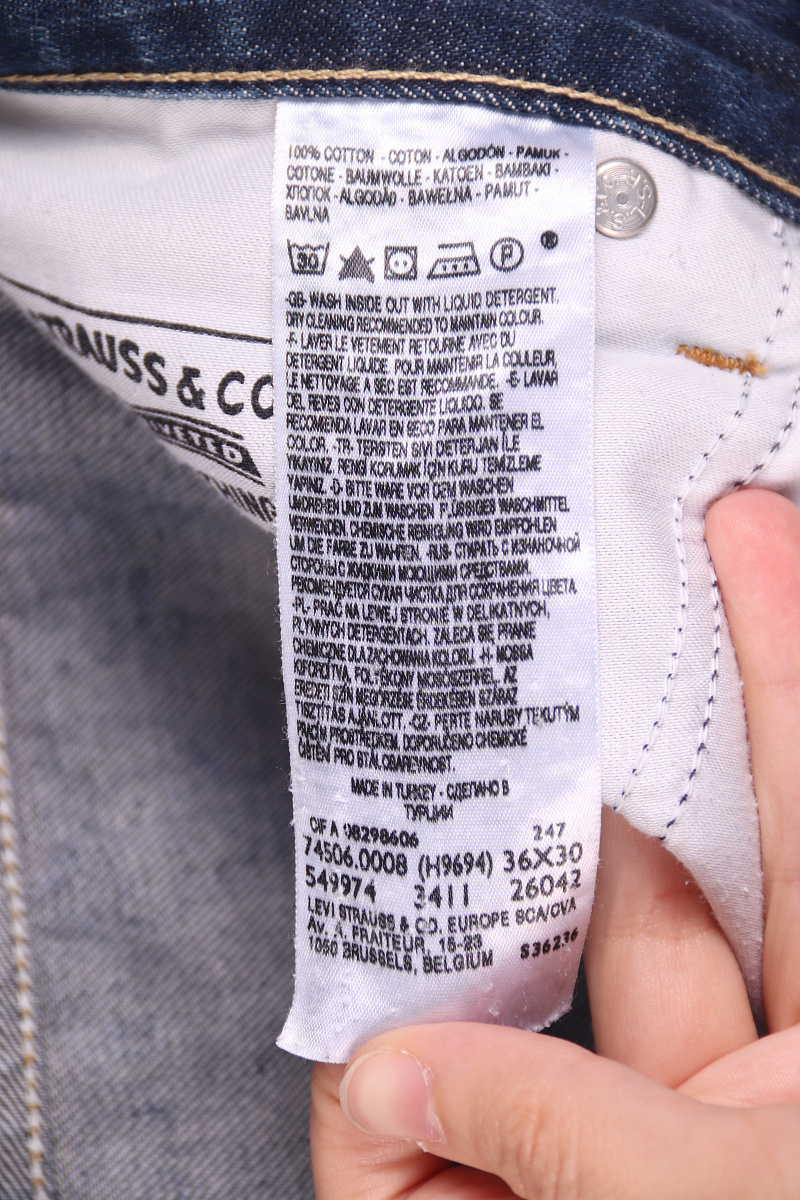 100% COTTON - COTON - ALGODÓN - PAMUK -
COTONE - BAUMWOLLE - KATOEN - BAMBAKI -
ХЛОПОК - ALGODÃO - BAWEŁNA - PAMUT -
BAVLNA
30 P ®
-GB- WASH INSIDE OUT WITH LIQUID DETERGENT.
DRY CLEANING RECOMMENDED TO MAINTAIN COLOUR.
-F- LAVER LE VETEMENT RETOURNE AVEC DU
DETERGENT LIQUIDE. POUR MAINTENIR LA COULEUR,
LE NETTOYAGE A SEC EST RECOMMANDE. -E- LAVAR
DEL REVES CON DETERGENTE LIQUIDO. SE
RECOMIENDA LAVAR EN SECO PARA MANTENER EL
COLOR. -TR- TERSTEN SIVI DETERJAN İLE
YIKAYINIZ. RENGİ KORUMAK İÇİN KURU TEMİZLEME
YAPINIZ. -D- BITTE WARE VOR DEM WASCHEN
UMDREHEN UND ZUM WASCHEN FLÜSSIGES WASCHMITTEL
VERWENDEN. CHEMISCHE REINIGUNG WIRD EMPFOHLEN
UM DIE FARBE ZU WAHREN. -RUS- СТИРАТЬ С ИЗНАНОЧНОЙ
СТОРОНЫ С ЖИДКИМИ МОЮЩИМИ СРЕДСТВАМИ.
РЕКОМЕНДУЕТСЯ СУХАЯ ЧИСТКА ДЛЯ СОХРАНЕНИЯ ЦВЕТА.
-PL- PRAĆ NA LEWEJ STRONIE W DELIKATNYCH,
PŁYNNYCH DETERGENTACH. ZALECA SIĘ PRANIE
CHEMICZNE DLA ZACHOWANIA KOLORU. -H- MOSSA
KIFORDÍTVA, FOLYÉKONY MOSÓSZERREL. AZ
EREDETI SZÍN MEGŐRZÉSE ÉRDEKÉBEN SZÁRAZ
TISZTÍTÁS AJÁNLOTT. -CZ- PERTE NARUBY TEKUTÝM
PRACÍM PROSTŘEDKEM. DOPORUČENO CHEMICKÉ
ČIŠTĚNÍ PRO STÁLOBAREVNOST.
MADE IN TURKEY - СДЕЛАНО В
ТУРЦИИ
CIF A 08298606 247
74506.0008 (H9694) 36X30
549974 3411 26042
LEVI STRAUSS & CO. EUROPE SCA/CVA
Av. A. FRAITEUR, 15-23
1050 BRUSSELS, BELGIUM S36236
STRAUSS & CO
THING